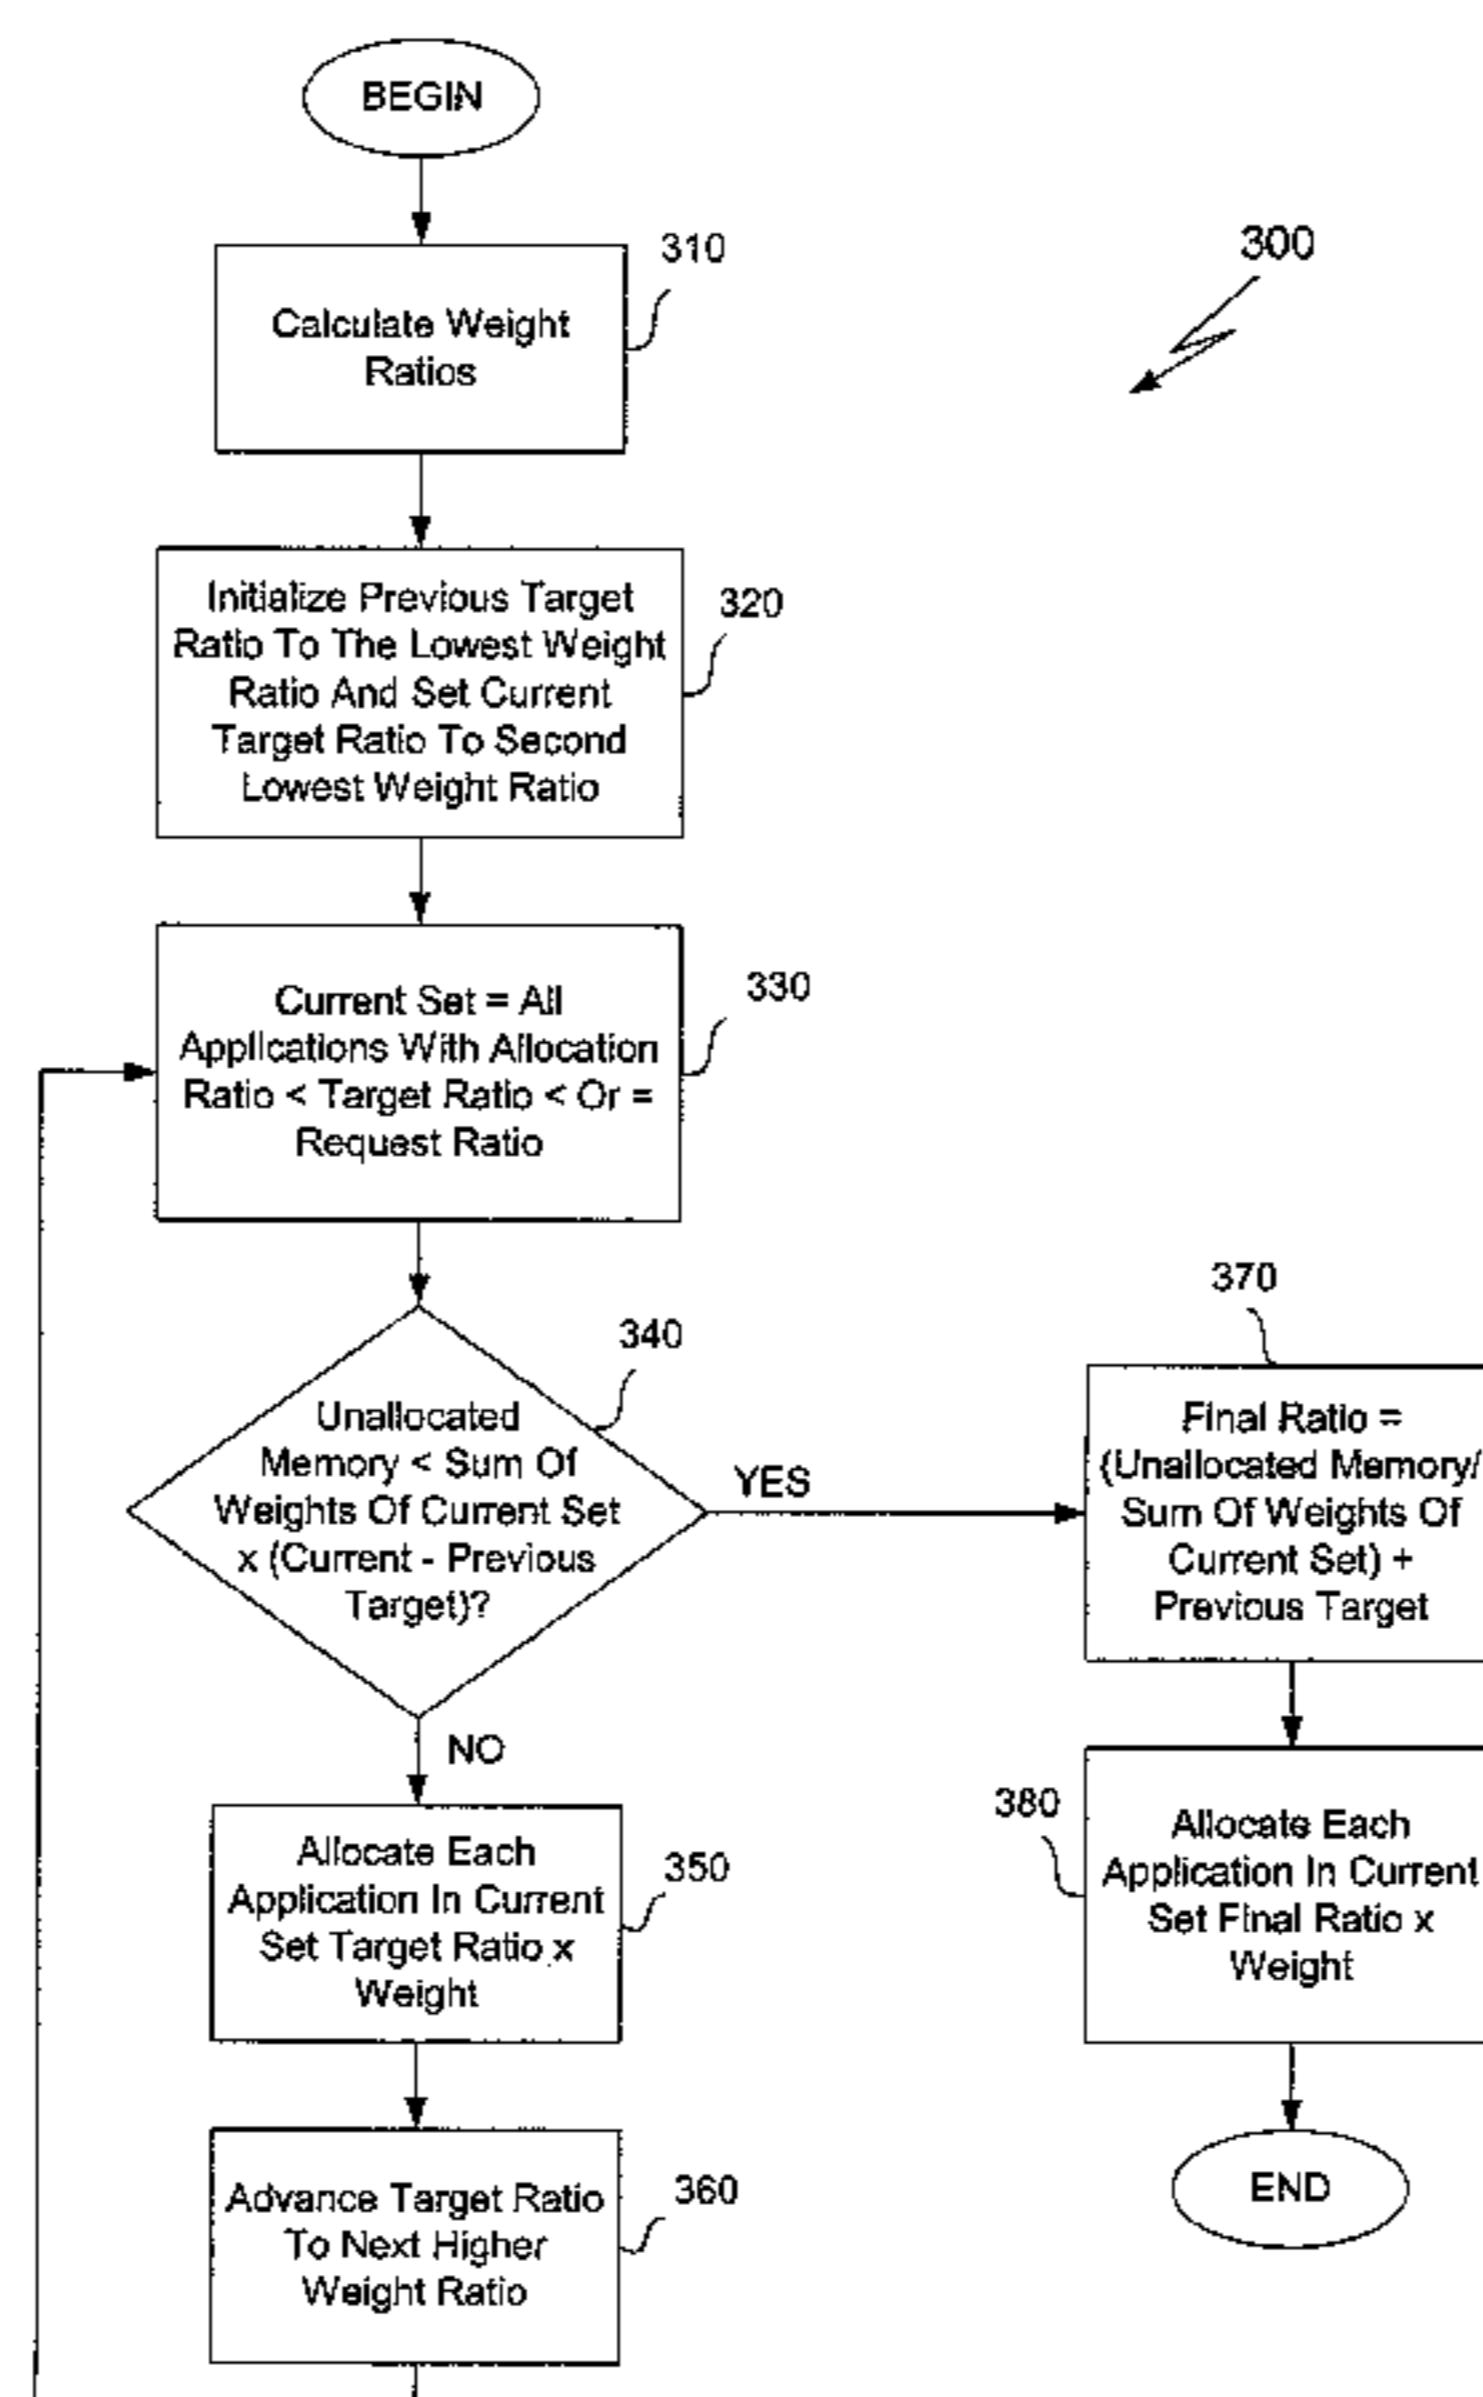 BEGIN
310
300
Calculate Weight
Ratios
Initialize Previous Target
Ratio To The Lowest Weight
Ratio And Set Current
Target Ratio To Second
Lowest Weight Ratio
320
Current Set = All
Applications With Allocation
Ratio < Target Ratio < Or =
Request Ratio
330
340
Unallocated
Memory < Sum Of
Weights Of Current Set
x (Current - Previous
Target)?
YES
370
Final Ratio =
(Unallocated Memory/
Sum Of Weights Of
Current Set) +
Previous Target
NO
Allocate Each
Application In Current
Set Target Ratio x
Weight
350
380
Allocate Each
Application In Current
Set Final Ratio x
Weight
Advance Target Ratio
To Next Higher
Weight Ratio
360
END